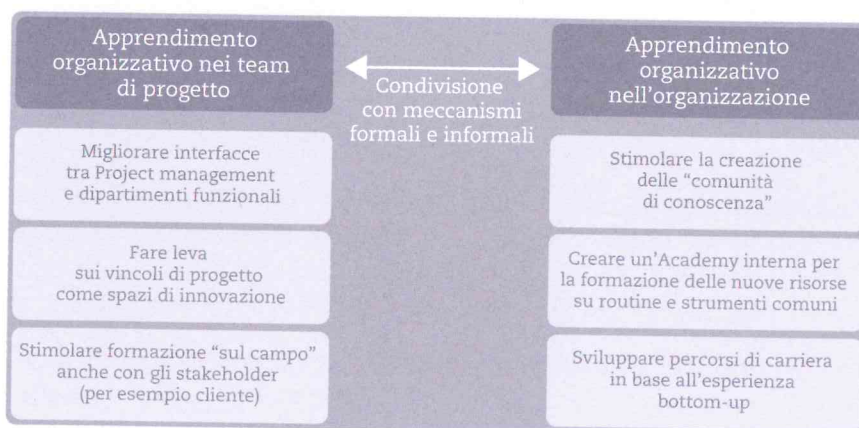 Apprendimento
organizzativo nei team
di progetto
Condivisione
con meccanismi
formali e informali
Apprendimento
organizzativo
nell'organizzazione
Migliorare interfacce
tra Project management
e dipartimenti funzionali
Fare leva
sui vincoli di progetto
come spazi di innovazione
Stimolare formazione “sul campo”
anche con gli stakeholder
(per esempio cliente)
Stimolare la creazione
delle “comunità
di conoscenza”
Creare un'Academy interna per
la formazione delle nuove risorse
su routine e strumenti comuni
Sviluppare percorsi di carriera
in base all'esperienza
bottom-up